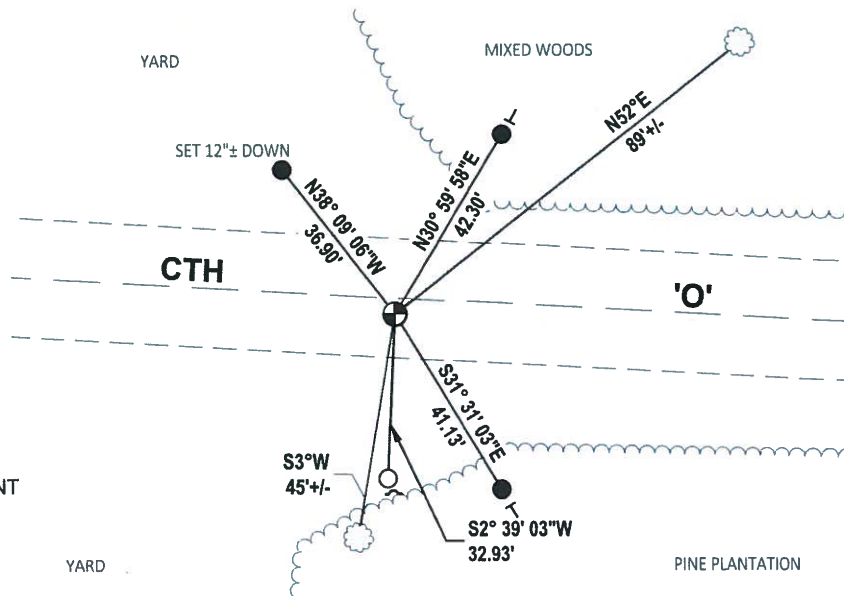 YARD
MIXED WOODS
SET 12"± DOWN
N38° 09' 06"W
36.90'
N30° 59' 58"E
42.30'
N52°E
89'+/-
CTH
'O'
S31° 31' 03"E
41.13'
S3°W
45'+/-
NT
S2° 39' 03"W
32.93'
YARD
PINE PLANTATION